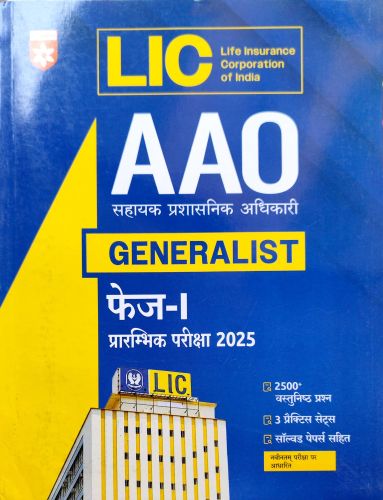 LIC
Life Insurance
Corporation
of India
AAO
सहायक प्रशासनिक अधिकारी
GENERALIST
फेज-I
प्रारम्भिक परीक्षा 2025
2500+
वस्तुनिष्ठ प्रश्न
3 प्रैक्टिस सेट्स
सॉल्वड पेपर्स सहित
नवीनतम परीक्षा पर
आधारित
LIC